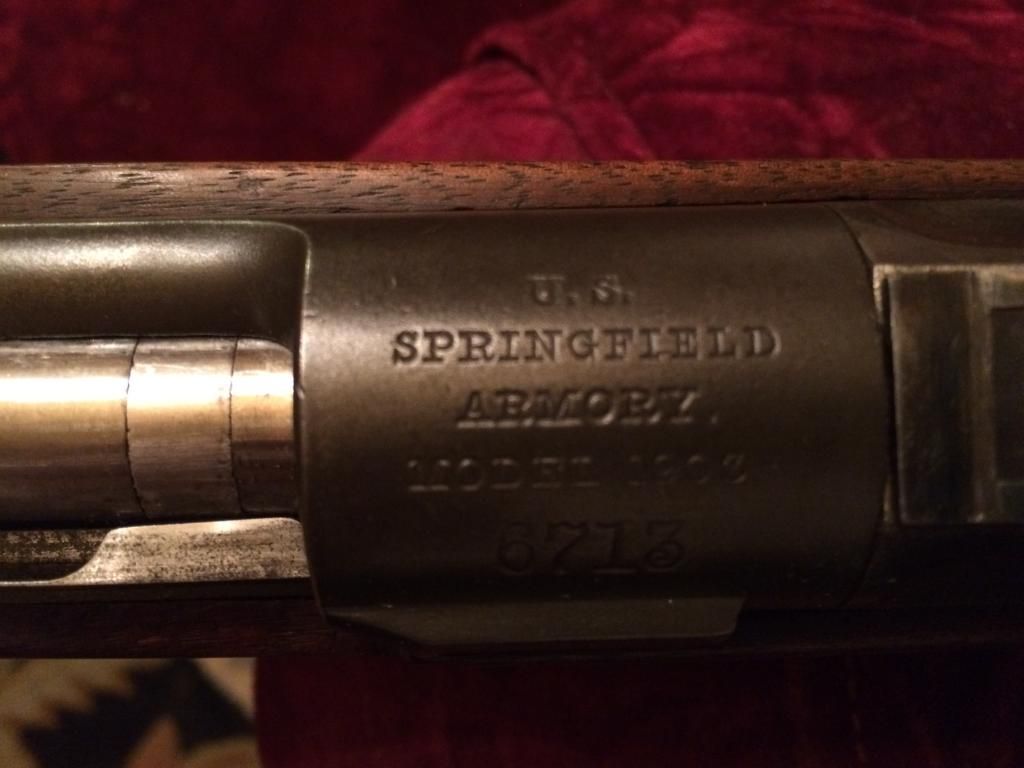 U.S.
SPRINGFIELD
ARMORY.
MODEL 1903
6713